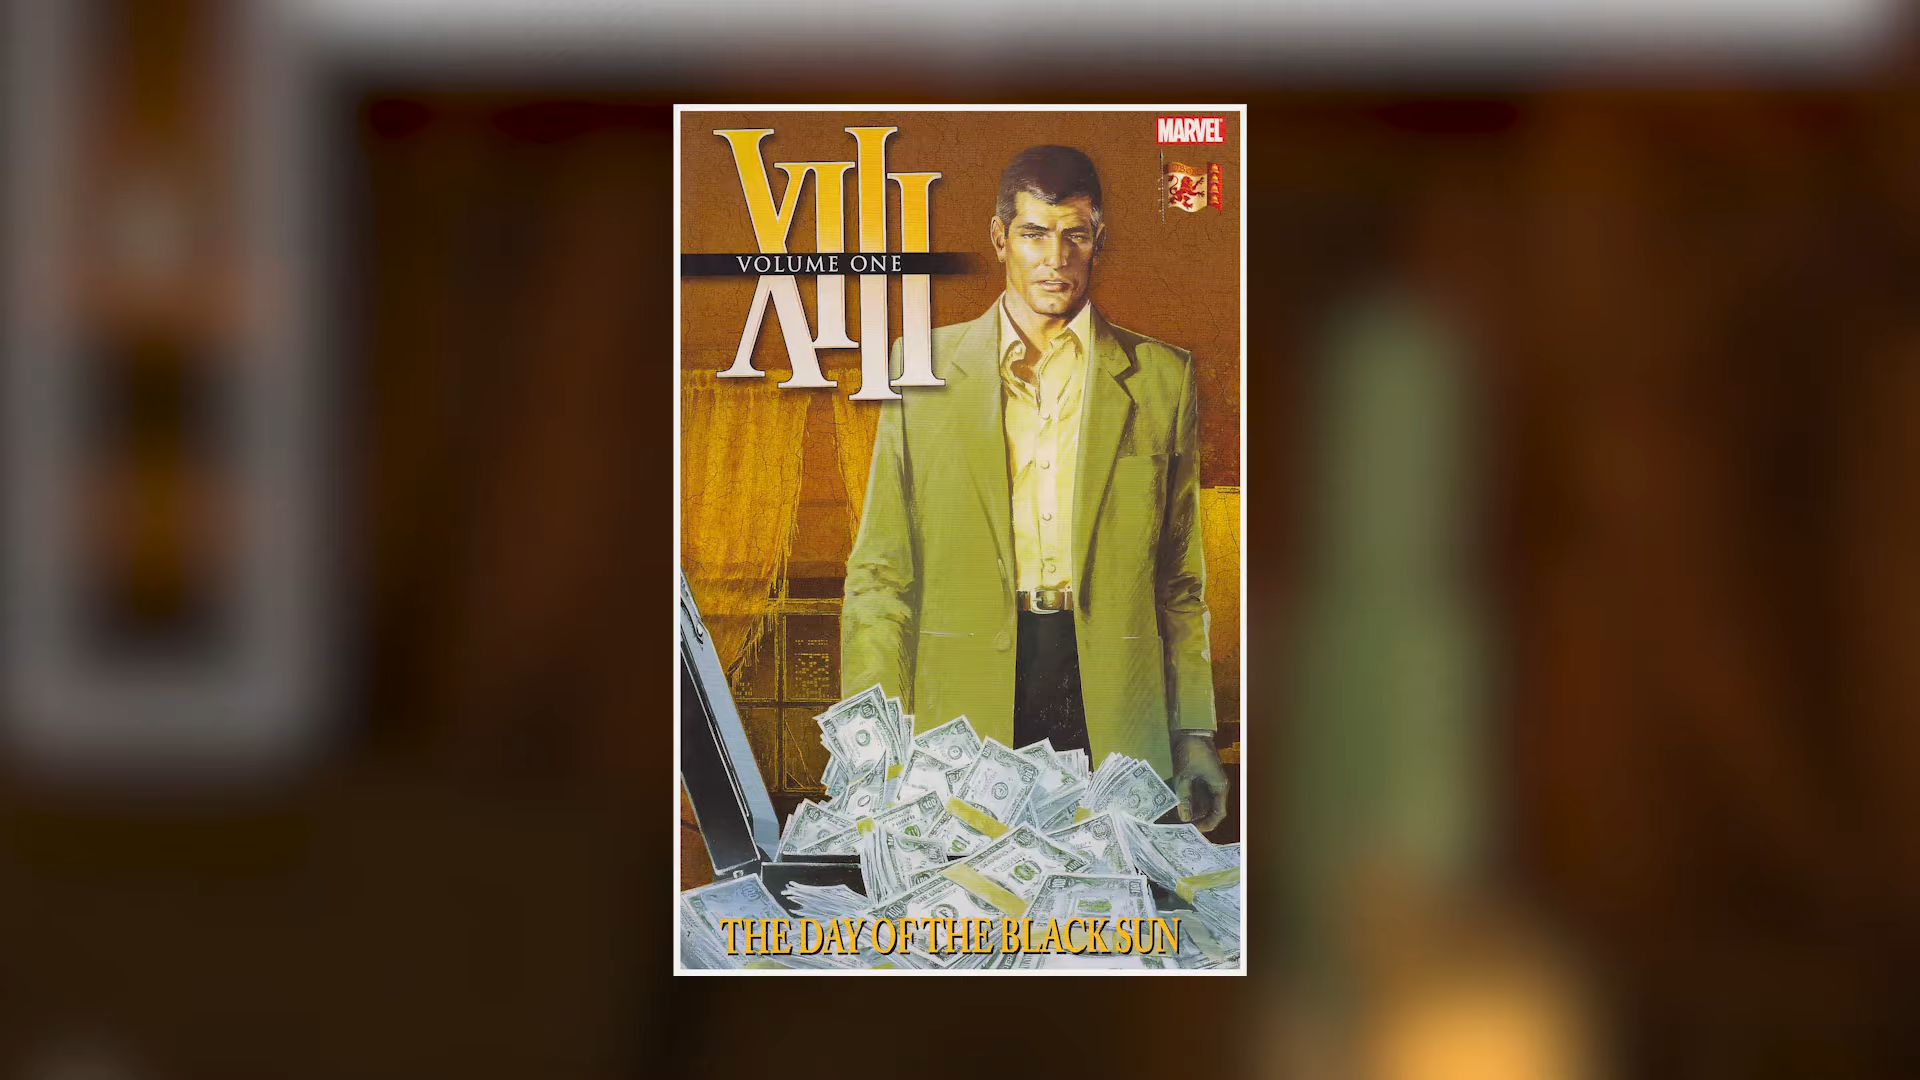 MARVEL
XIII
VOLUME ONE
THE DAY OF THE BLACK SUN